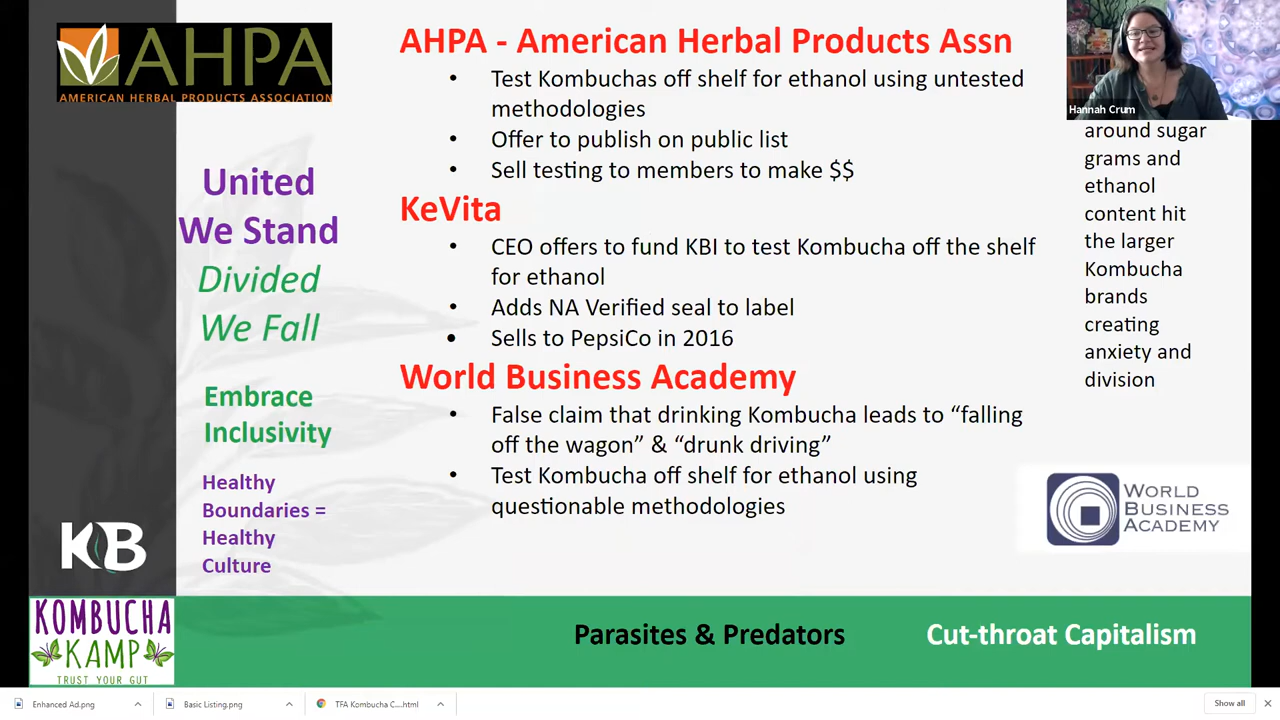 AHPA
AMERICAN HERBAL PRODUCTS ASSOCIATION
United
We Stand
Divided
We Fall
Embrace
Inclusivity
Healthy
Boundaries =
Healthy
Culture
KB
KOMBUCHA
KAMP
TRUST YOUR GUT
AHPA - American Herbal Products Assn
• Test Kombuchas off shelf for ethanol using untested
methodologies
• Offer to publish on public list
• Sell testing to members to make $$
KeVita
• CEO offers to fund KBI to test Kombucha off the shelf
for ethanol
• Adds NA Verified seal to label
• Sells to PepsiCo in 2016
World Business Academy
• False claim that drinking Kombucha leads to “falling
off the wagon” & “drunk driving”
• Test Kombucha off shelf for ethanol using
questionable methodologies
Hannah Crum
around sugar
grams and
ethanol
content hit
the larger
Kombucha
brands
creating
anxiety and
division
WORLD
BUSINESS
ACADEMY
Parasites & Predators
Cut-throat Capitalism
Enhanced Ad.png
Basic Listing.png
TFA Kombucha C....html
Show all